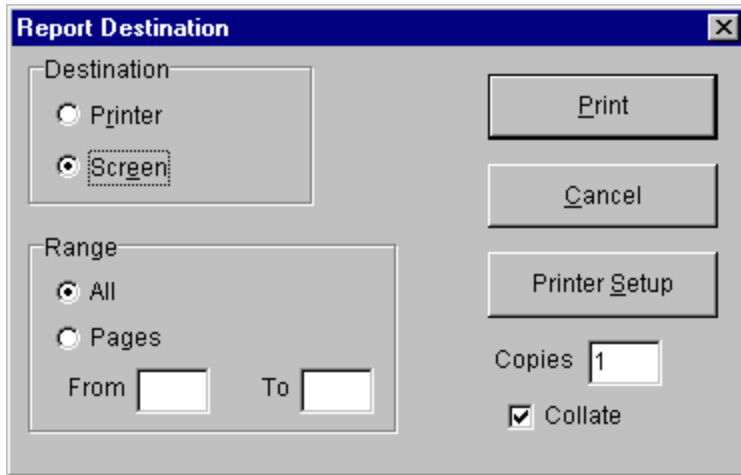 Report Destination
Destination
Printer
Screen
Print
Cancel
Range
All
Pages
From
To
Printer Setup
Copies 1
Collate